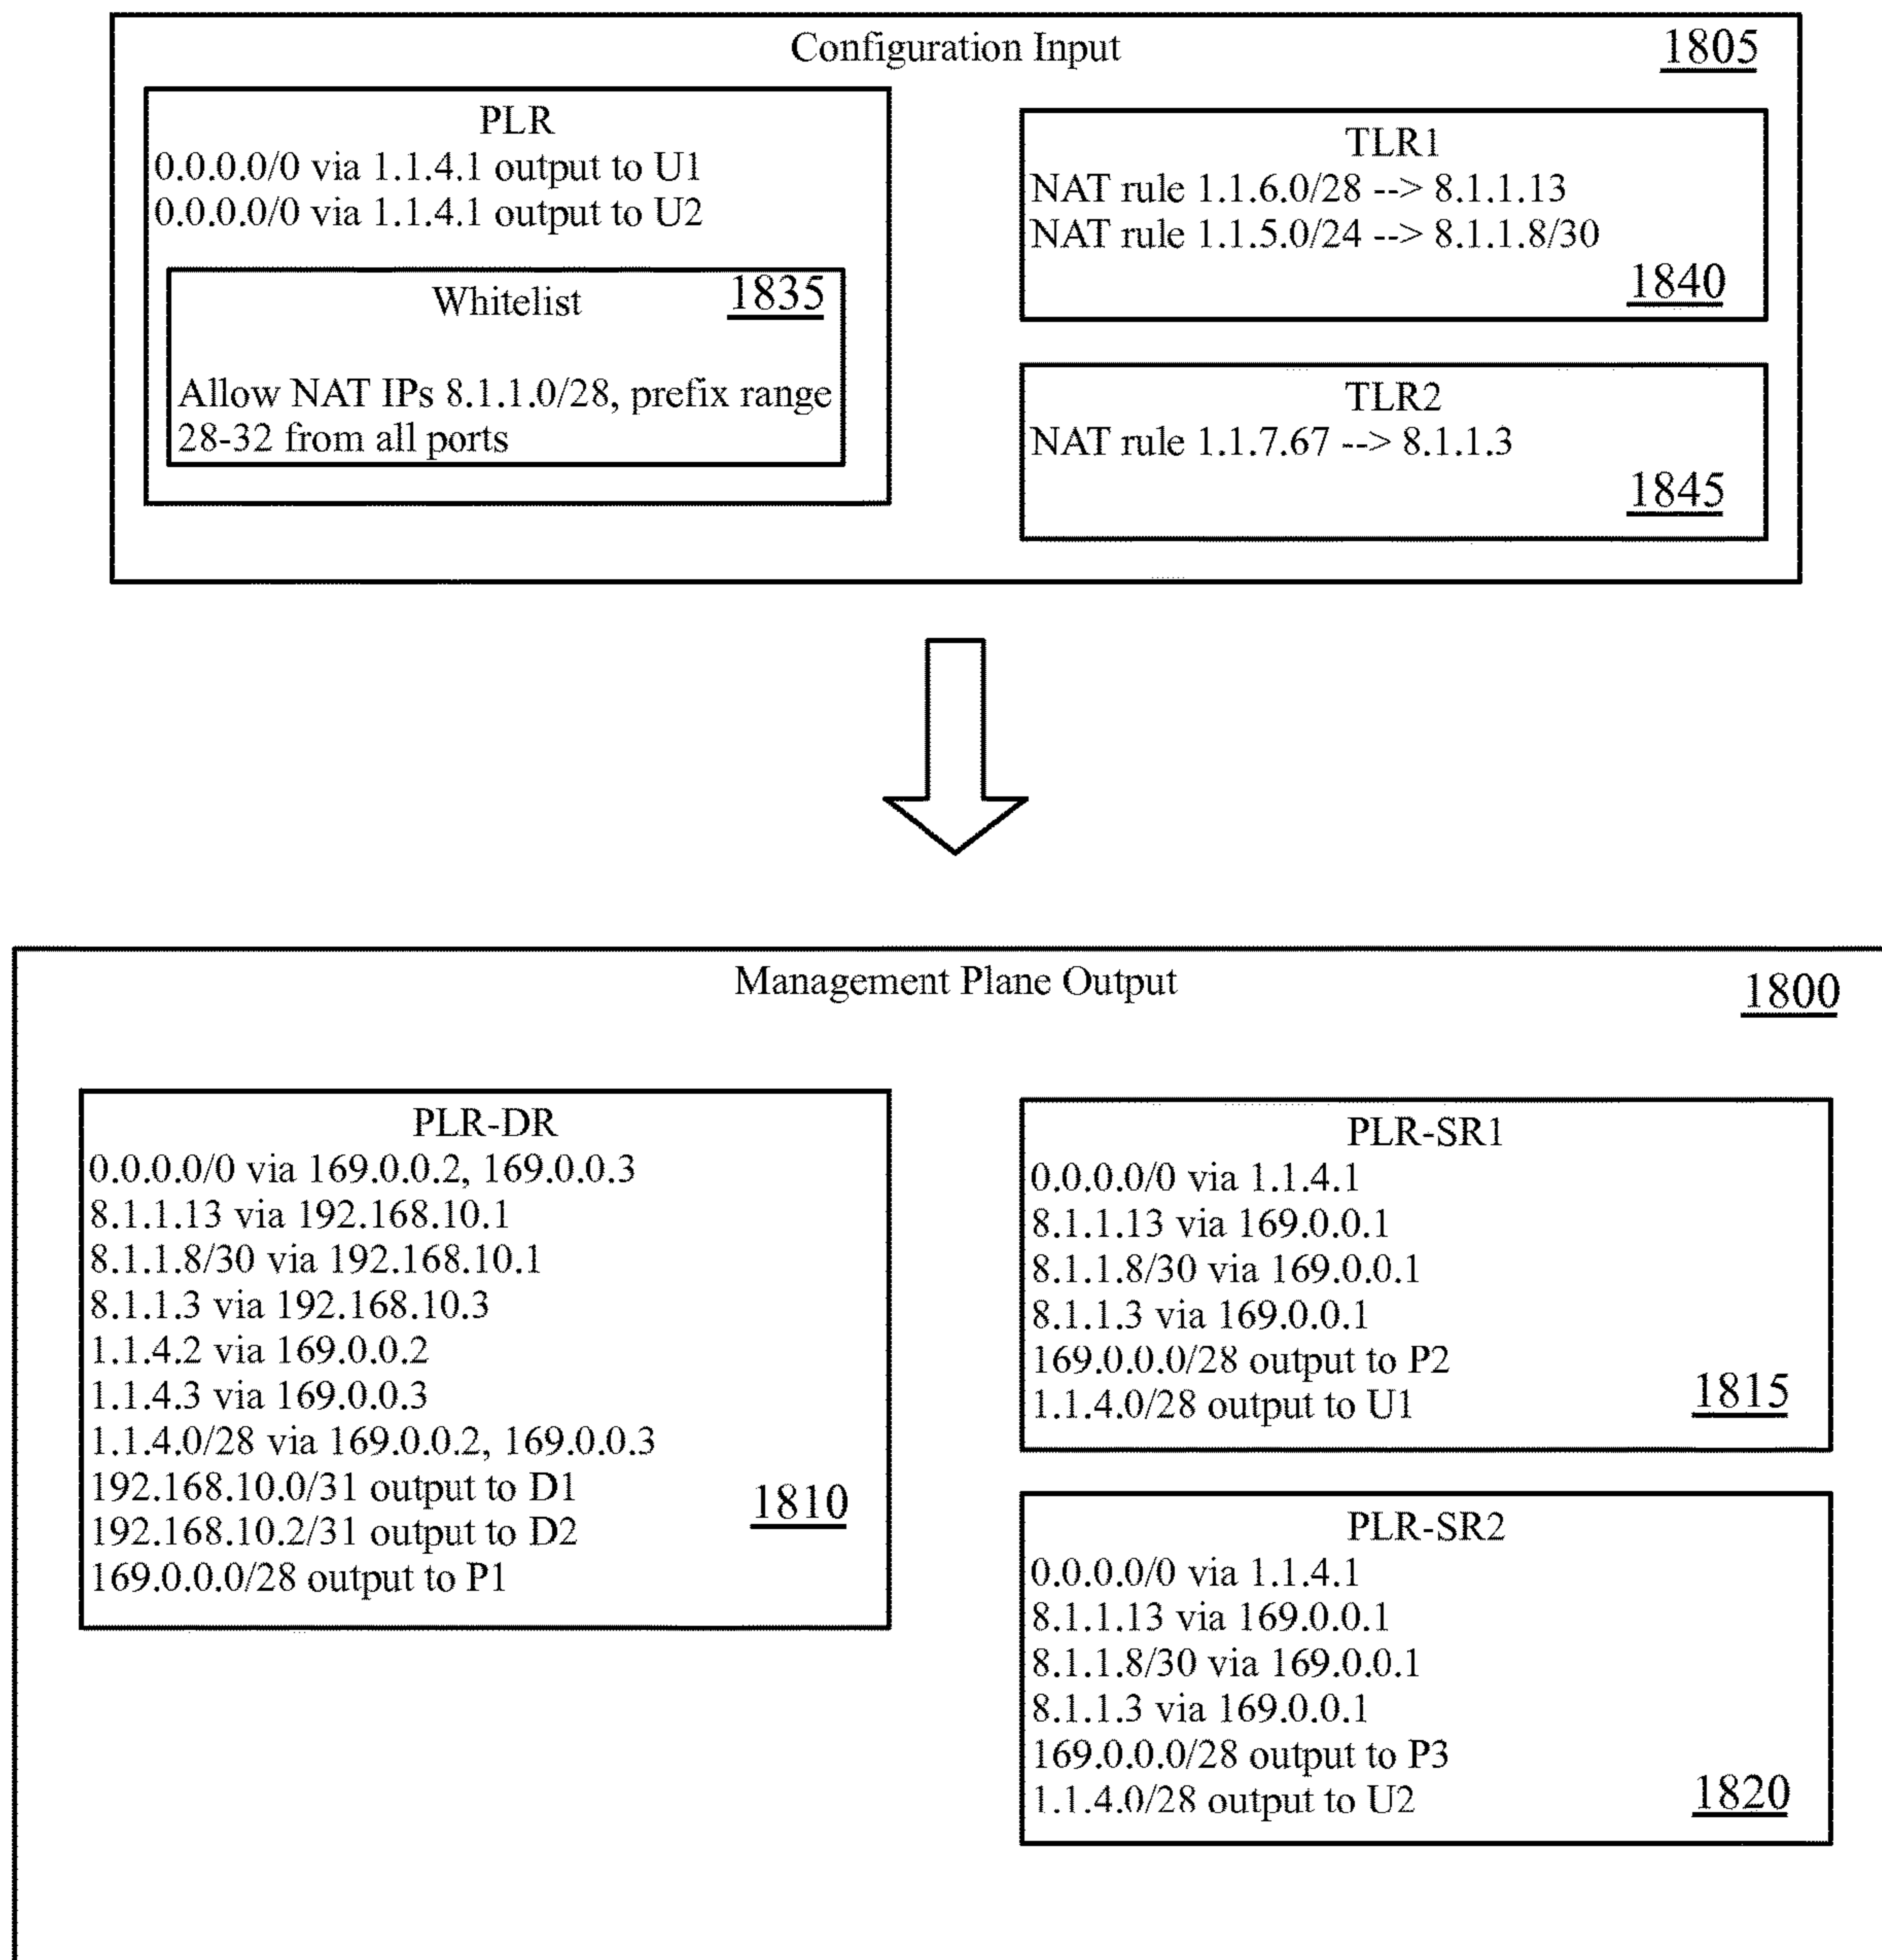 Configuration Input
1805
PLR
0.0.0.0/0 via 1.1.4.1 output to U1
0.0.0.0/0 via 1.1.4.1 output to U2
Whitelist
1835
Allow NAT IPs 8.1.1.0/28, prefix range
28-32 from all ports
TLR1
NAT rule 1.1.6.0/28 --> 8.1.1.13
NAT rule 1.1.5.0/24 --> 8.1.1.8/30
1840
TLR2
NAT rule 1.1.7.67 --> 8.1.1.3
1845
Management Plane Output
1800
PLR-DR
0.0.0.0/0 via 169.0.0.2, 169.0.0.3
8.1.1.13 via 192.168.10.1
8.1.1.8/30 via 192.168.10.1
8.1.1.3 via 192.168.10.3
1.1.4.2 via 169.0.0.2
1.1.4.3 via 169.0.0.3
1.1.4.0/28 via 169.0.0.2, 169.0.0.3
192.168.10.0/31 output to D1
192.168.10.2/31 output to D2
169.0.0.0/28 output to P1
1810
PLR-SR1
0.0.0.0/0 via 1.1.4.1
8.1.1.13 via 169.0.0.1
8.1.1.8/30 via 169.0.0.1
8.1.1.3 via 169.0.0.1
169.0.0.0/28 output to P2
1.1.4.0/28 output to U1
1815
PLR-SR2
0.0.0.0/0 via 1.1.4.1
8.1.1.13 via 169.0.0.1
8.1.1.8/30 via 169.0.0.1
8.1.1.3 via 169.0.0.1
169.0.0.0/28 output to P3
1.1.4.0/28 output to U2
1820